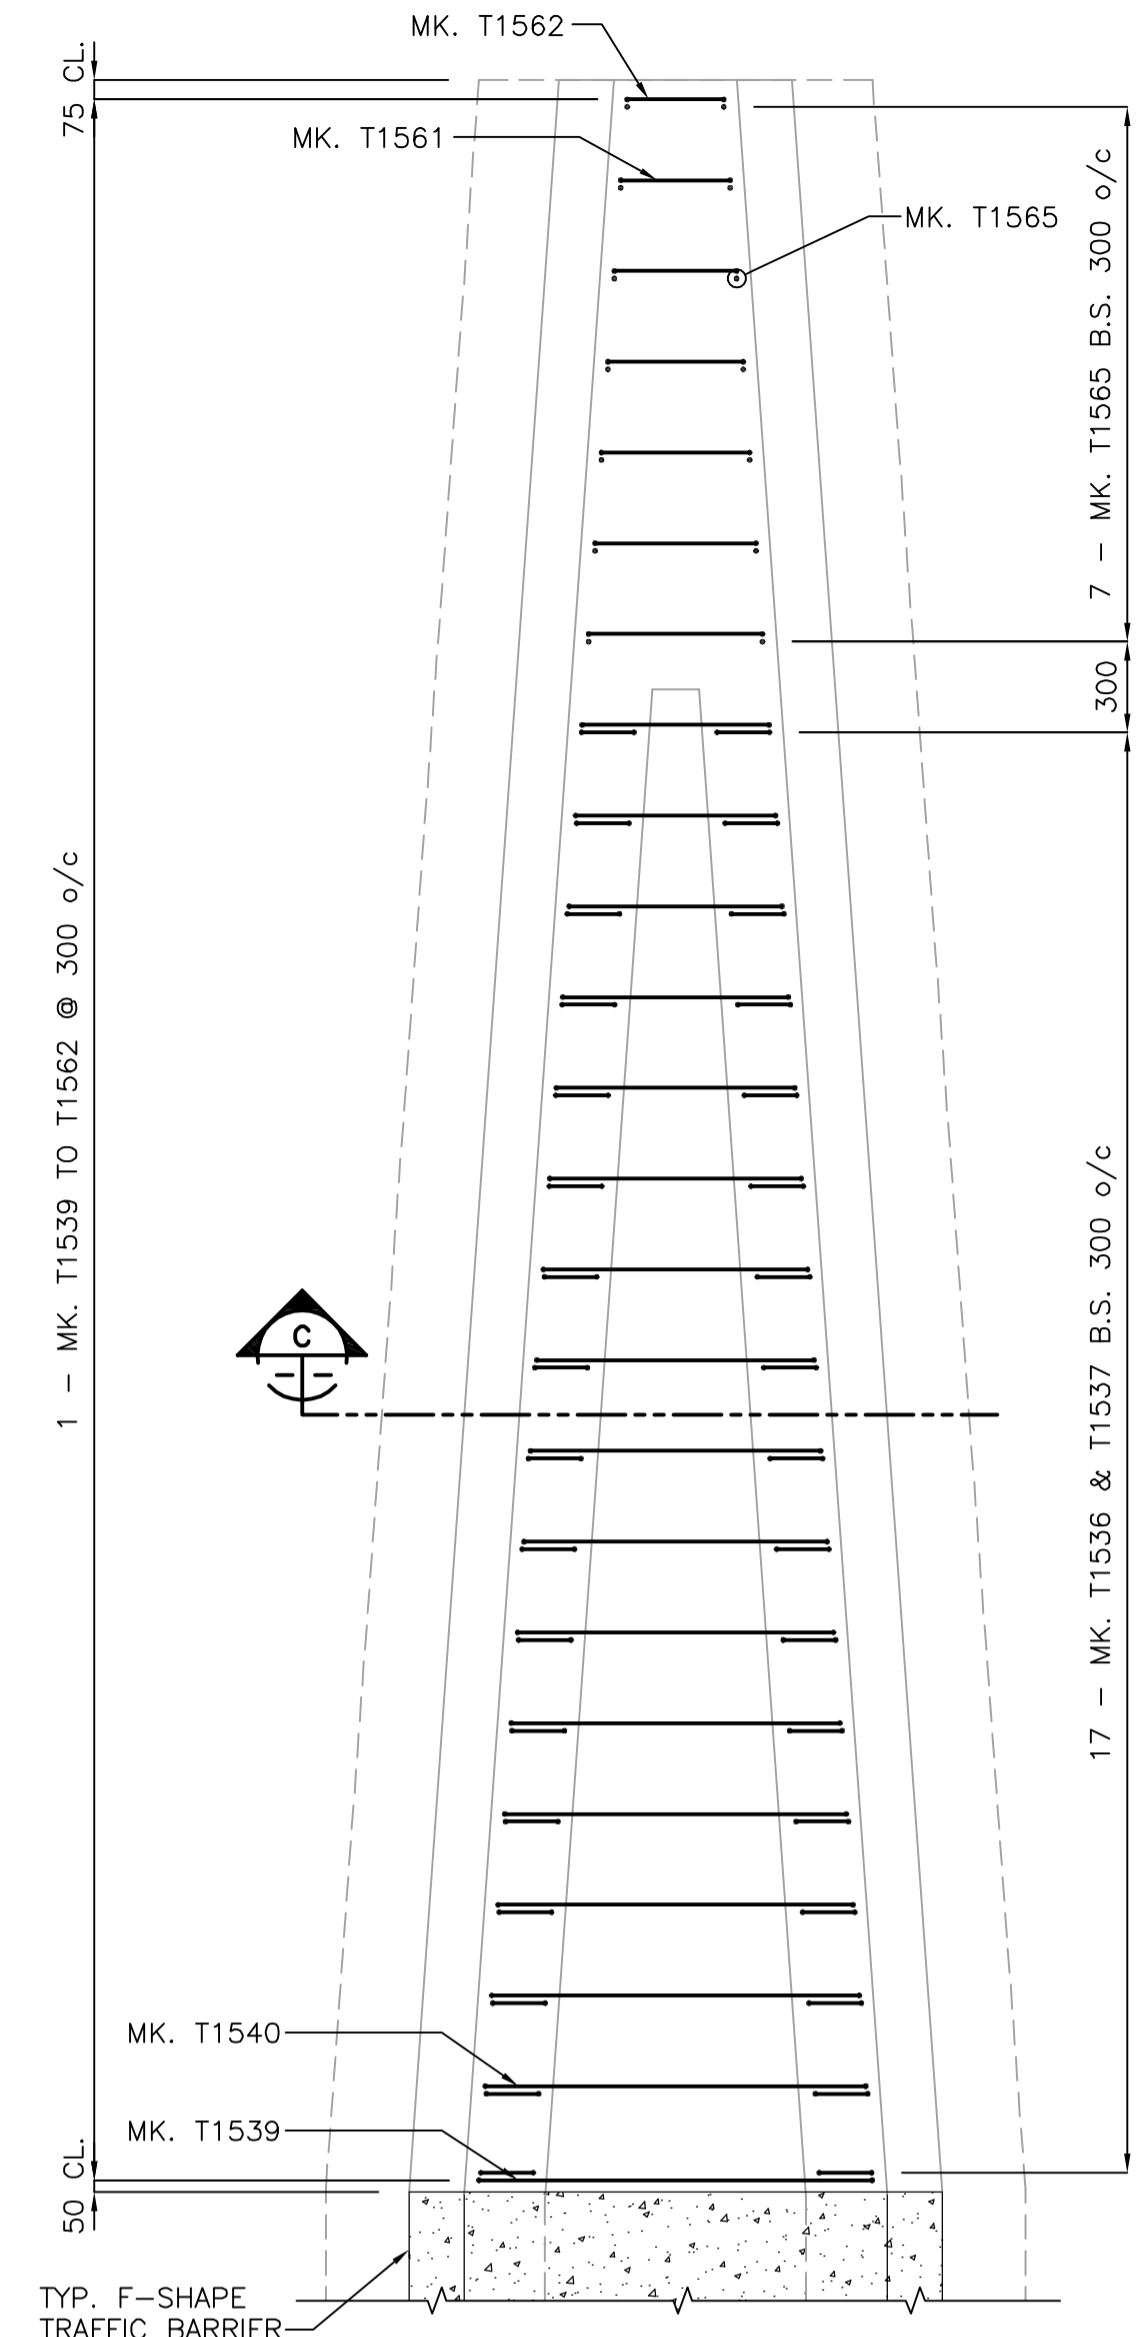 MK. T1562
75 CL.
MK. T1561
MK. T1565
7 – MK. T1565 B.S. 300 o/c
300
1 – MK. T1539 TO T1562 @ 300 o/c
17 – MK. T1536 & T1537 B.S. 300 o/c
C
– –
MK. T1540
MK. T1539
50 CL.
TYP. F–SHAPE
TRAFFIC BARRIER